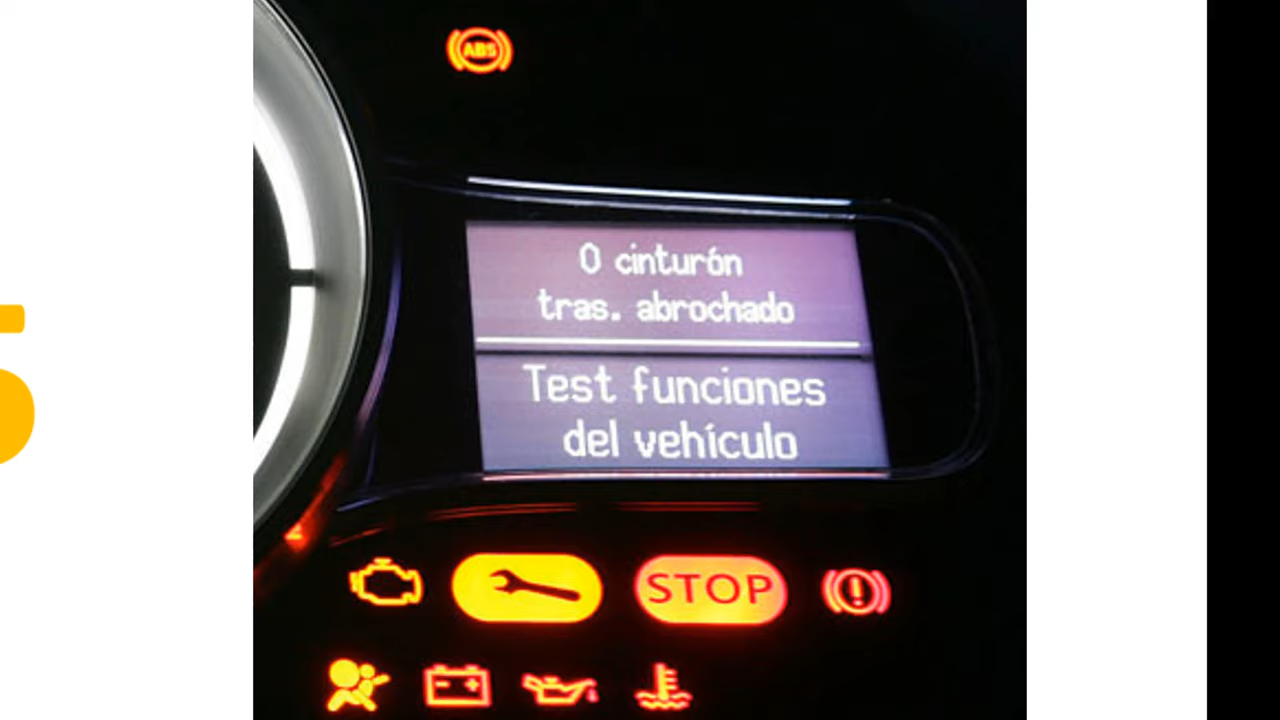 ABS
0 cinturón
tras. abrochado
Test funciones
del vehículo
STOP